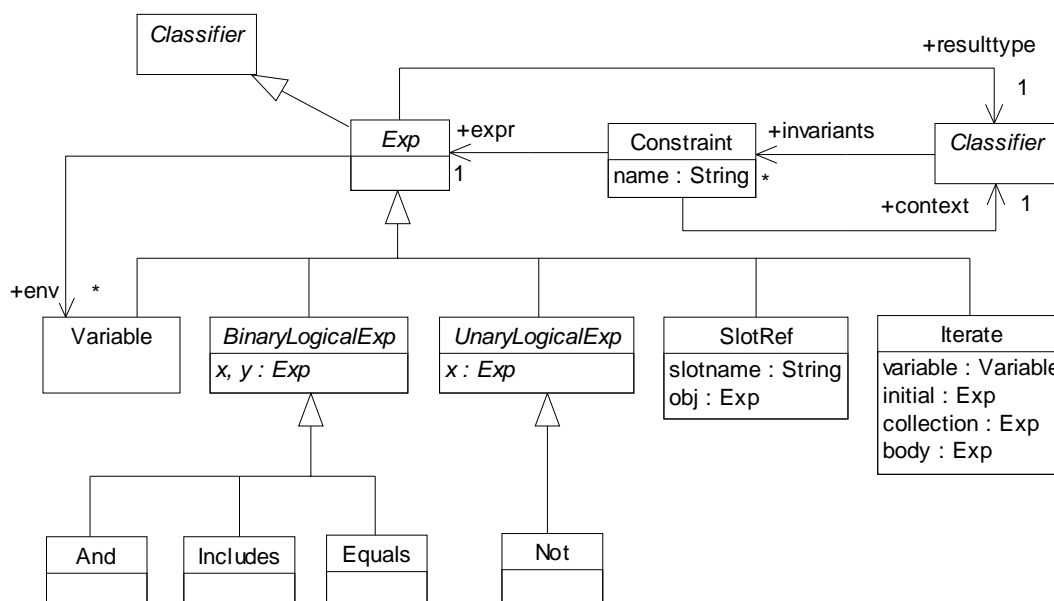 Classifier
+resulttype
1
Exp
+expr
1
Constraint
name : String
+invariants
*
Classifier
+context
1
+env
*
Variable
BinaryLogicalExp
x, y : Exp
UnaryLogicalExp
x : Exp
SlotRef
slotname : String
obj : Exp
Iterate
variable : Variable
initial : Exp
collection : Exp
body : Exp
And
Includes
Equals
Not